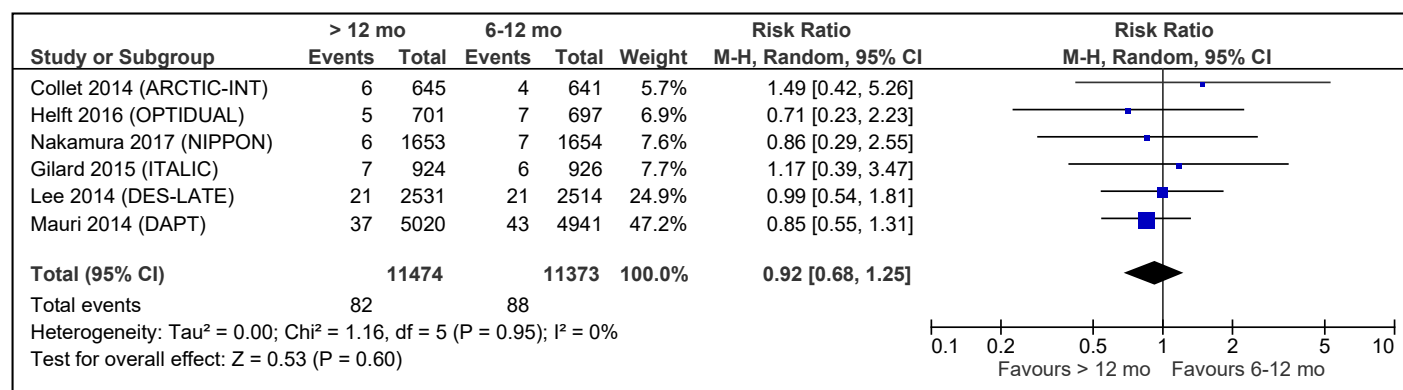 > 12 mo 6-12 mo Risk Ratio Risk Ratio
Study or Subgroup Events Total Events Total Weight M-H, Random, 95% CI M-H, Random, 95% CI
Collet 2014 (ARCTIC-INT) 6 645 4 641 5.7% 1.49 [0.42, 5.26]
Helft 2016 (OPTIDUAL) 5 701 7 697 6.9% 0.71 [0.23, 2.23]
Nakamura 2017 (NIPPON) 6 1653 7 1654 7.6% 0.86 [0.29, 2.55]
Gilard 2015 (ITALIC) 7 924 6 926 7.7% 1.17 [0.39, 3.47]
Lee 2014 (DES-LATE) 21 2531 21 2514 24.9% 0.99 [0.54, 1.81]
Mauri 2014 (DAPT) 37 5020 43 4941 47.2% 0.85 [0.55, 1.31]
Total (95% CI) 11474 11373 100.0% 0.92 [0.68, 1.25]
Total events 82 88
Heterogeneity: Tau² = 0.00; Chi² = 1.16, df = 5 (P = 0.95); I² = 0%
Test for overall effect: Z = 0.53 (P = 0.60)
0.1 0.2 0.5 1 2 5 10
Favours > 12 mo Favours 6-12 mo